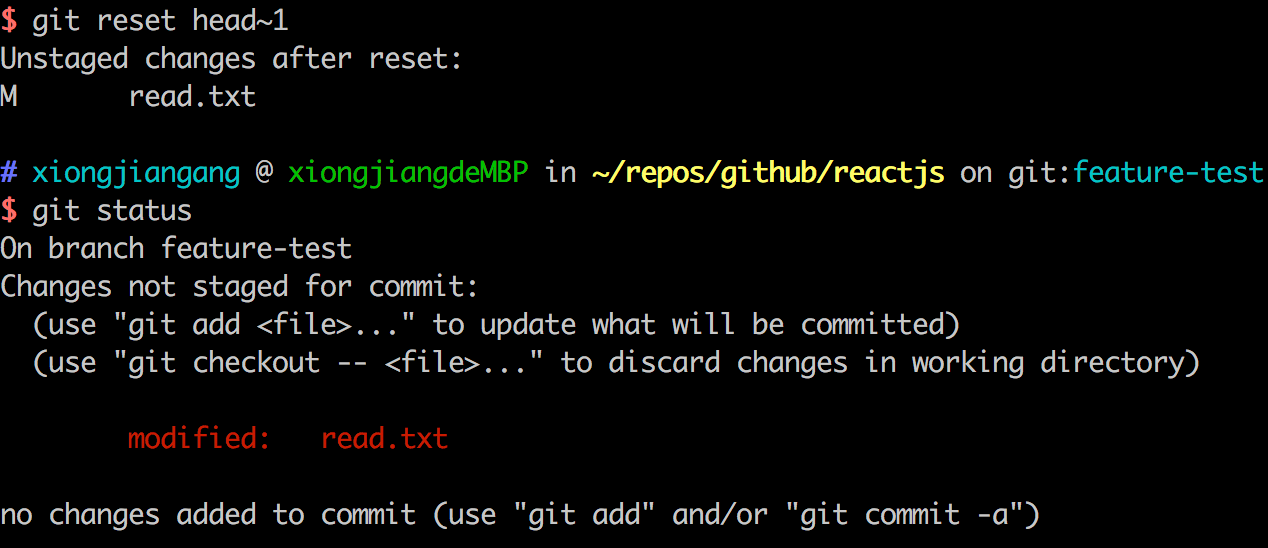 $ git reset head~1
Unstaged changes after reset:
M       read.txt
# xiongjiangang @ xiongjiangdeMBP in ~/repos/github/reactjs on git:feature-test
$ git status
On branch feature-test
Changes not staged for commit:
  (use "git add <file>..." to update what will be committed)
  (use "git checkout -- <file>..." to discard changes in working directory)
        modified:   read.txt
no changes added to commit (use "git add" and/or "git commit -a")